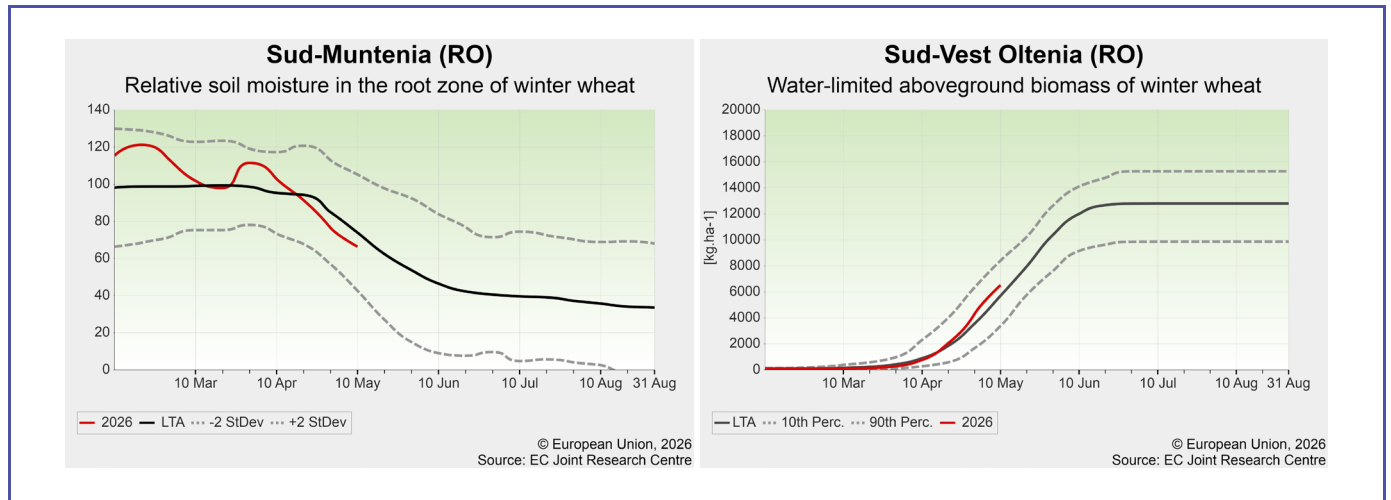 Sud-Muntenia (RO)
Relative soil moisture in the root zone of winter wheat
140
120
100
80
60
40
20
0
10 Mar
10 Apr
10 May
10 Jun
10 Jul
10 Aug
31 Aug
2026
LTA
-2 StDev
+2 StDev
© European Union, 2026
Source: EC Joint Research Centre
Sud-Vest Oltenia (RO)
Water-limited aboveground biomass of winter wheat
[kg.ha-1]
20000
18000
16000
14000
12000
10000
8000
6000
4000
2000
0
10 Mar
10 Apr
10 May
10 Jun
10 Jul
10 Aug
31 Aug
LTA
10th Perc.
90th Perc.
2026
© European Union, 2026
Source: EC Joint Research Centre